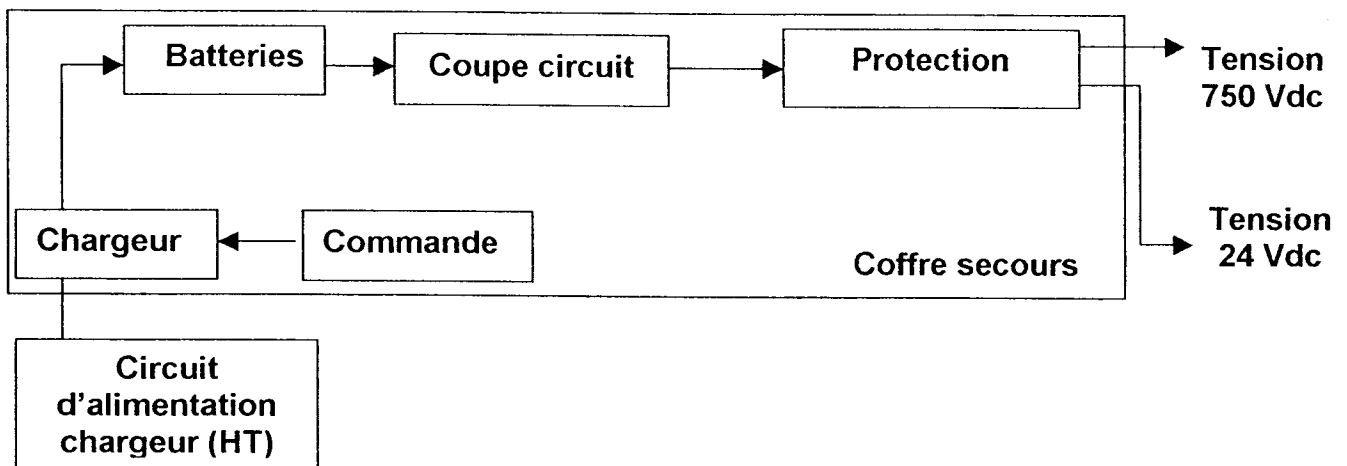 Batteries
Coupe circuit
Protection
Tension
750 Vdc
Chargeur
Commande
Tension
24 Vdc
Coffre secours
Circuit
d'alimentation
chargeur (HT)